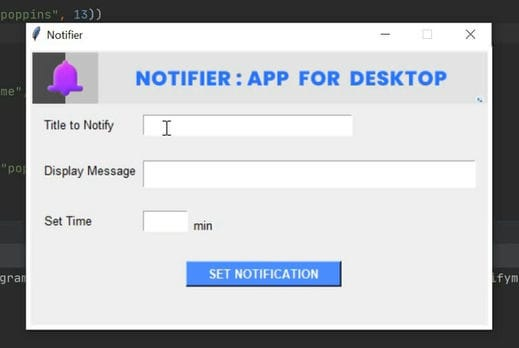 poppins", 13))
Notifier
NOTIFIER : APP FOR DESKTOP
me"
Title to Notify
"pop
Display Message
Set Time
min
SET NOTIFICATION
gram
ifym